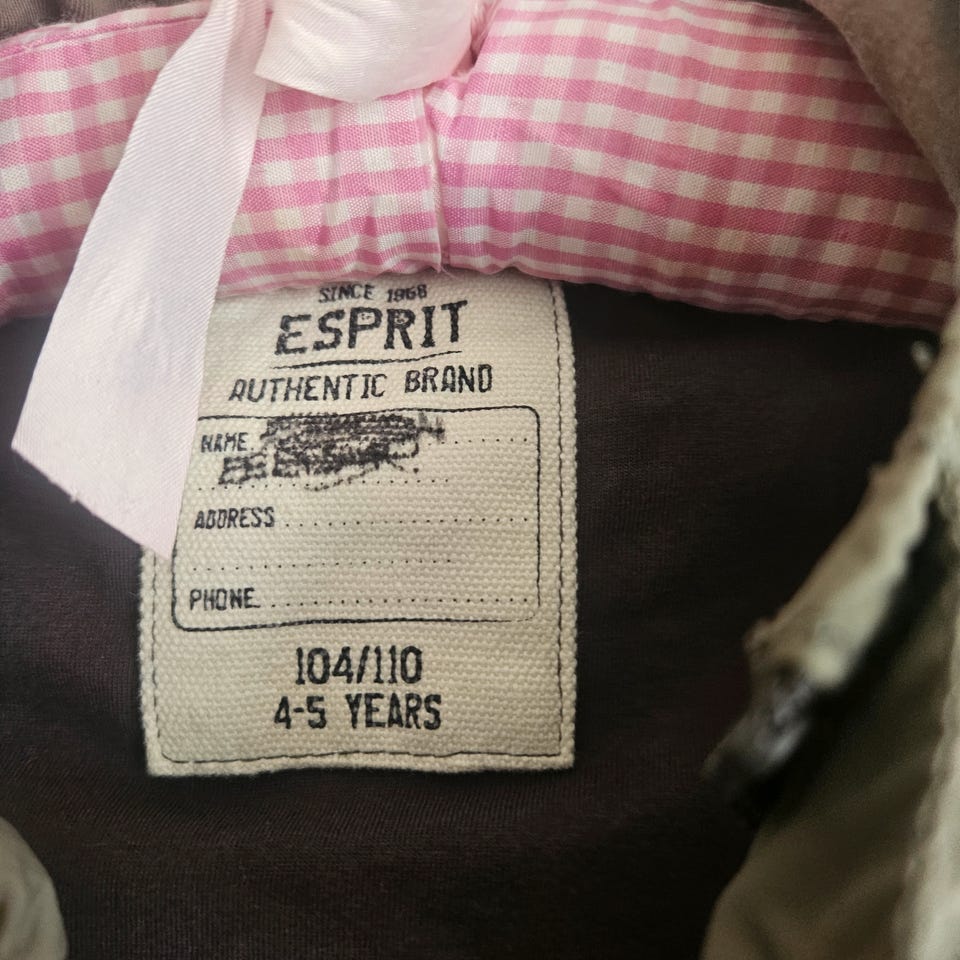 SINCE 1968
ESPRIT
AUTHENTIC BRAND
NAME
ADDRESS
PHONE
104/110
4-5 YEARS